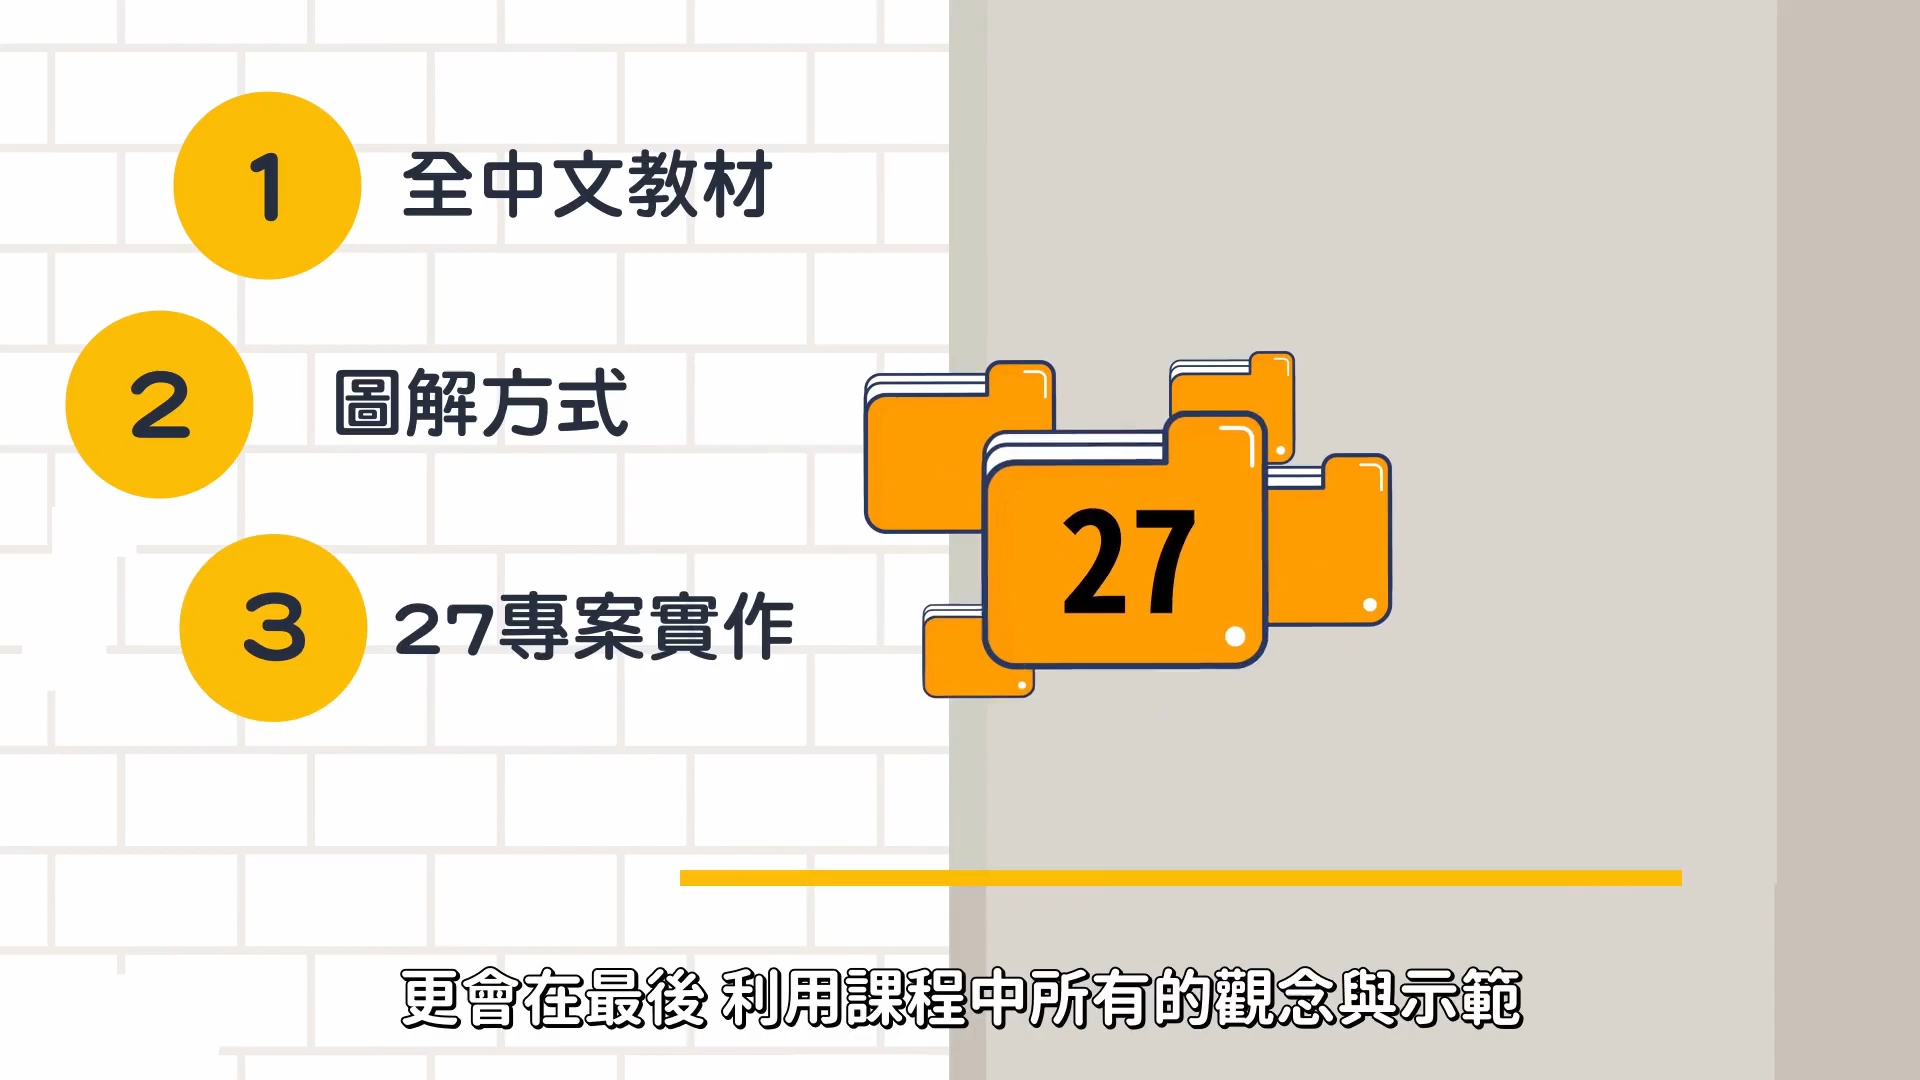 1 全中文教材
2 圖解方式
3 27專案實作
27
更會在最後 利用課程中所有的觀念與示範